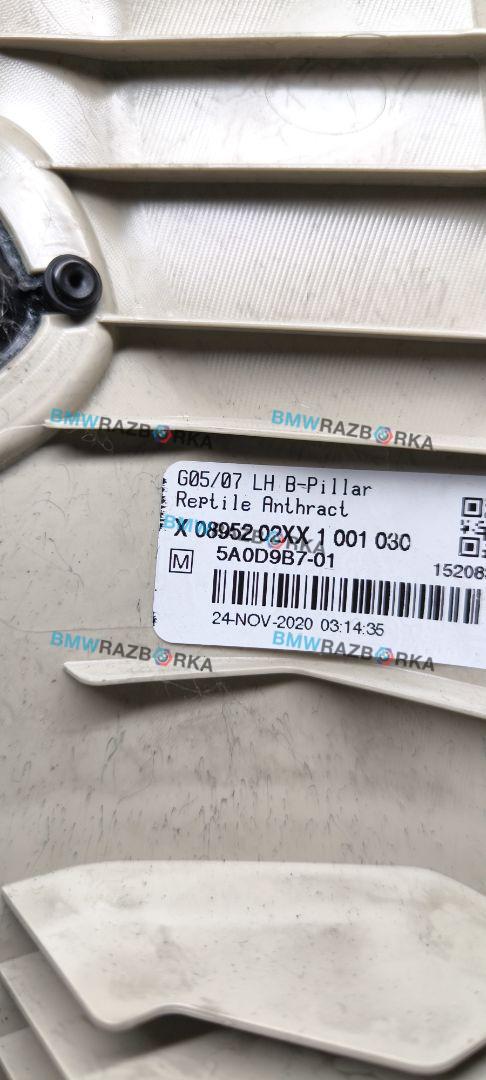 BMWRAZBORKA
BMWRAZBORKA
G05/07 LH B-Pillar
Reptile Anthract
BMWRAZBORKA
X 08952 02XX 1 001 030
M
5A0D9B7-01
24-NOV-2020 03:14:35
BMWRAZBORKA
BMWRAZBORKA